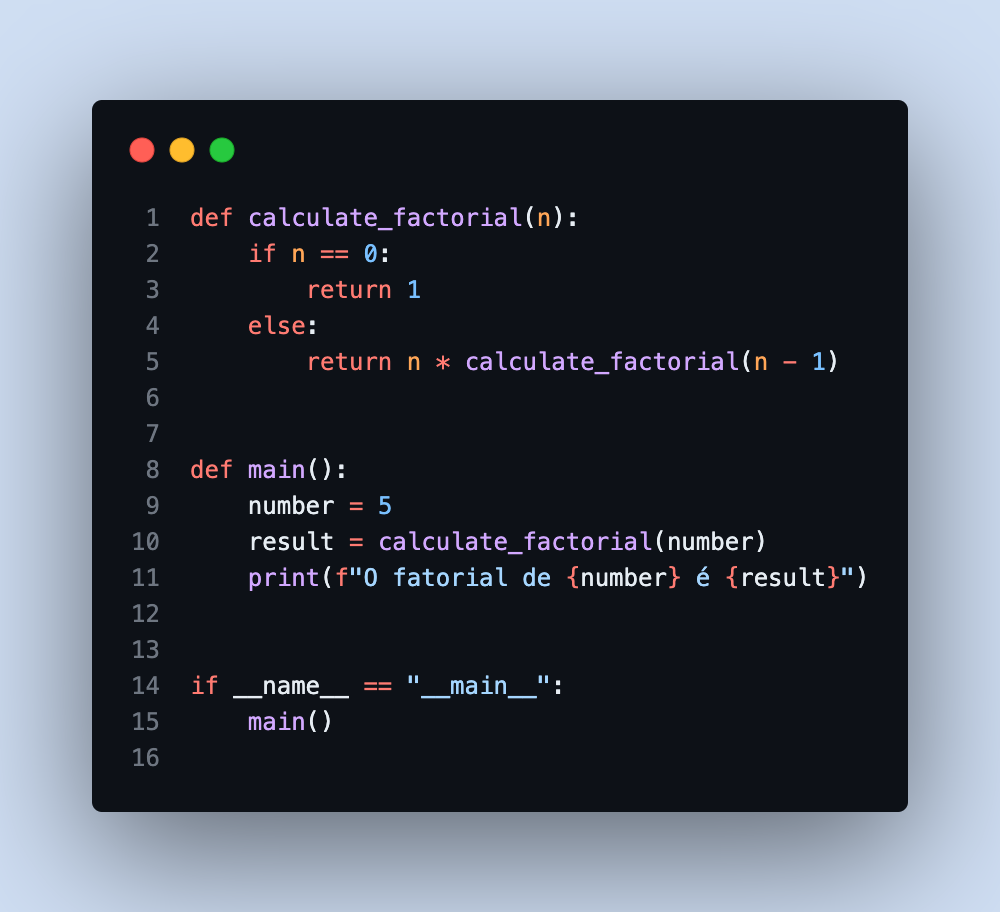 1 def calculate_factorial(n):
2     if n == 0:
3         return 1
4     else:
5         return n * calculate_factorial(n - 1)
6
7
8 def main():
9     number = 5
10     result = calculate_factorial(number)
11     print(f"O fatorial de {number} é {result}")
12
13
14 if __name__ == "__main__":
15     main()
16